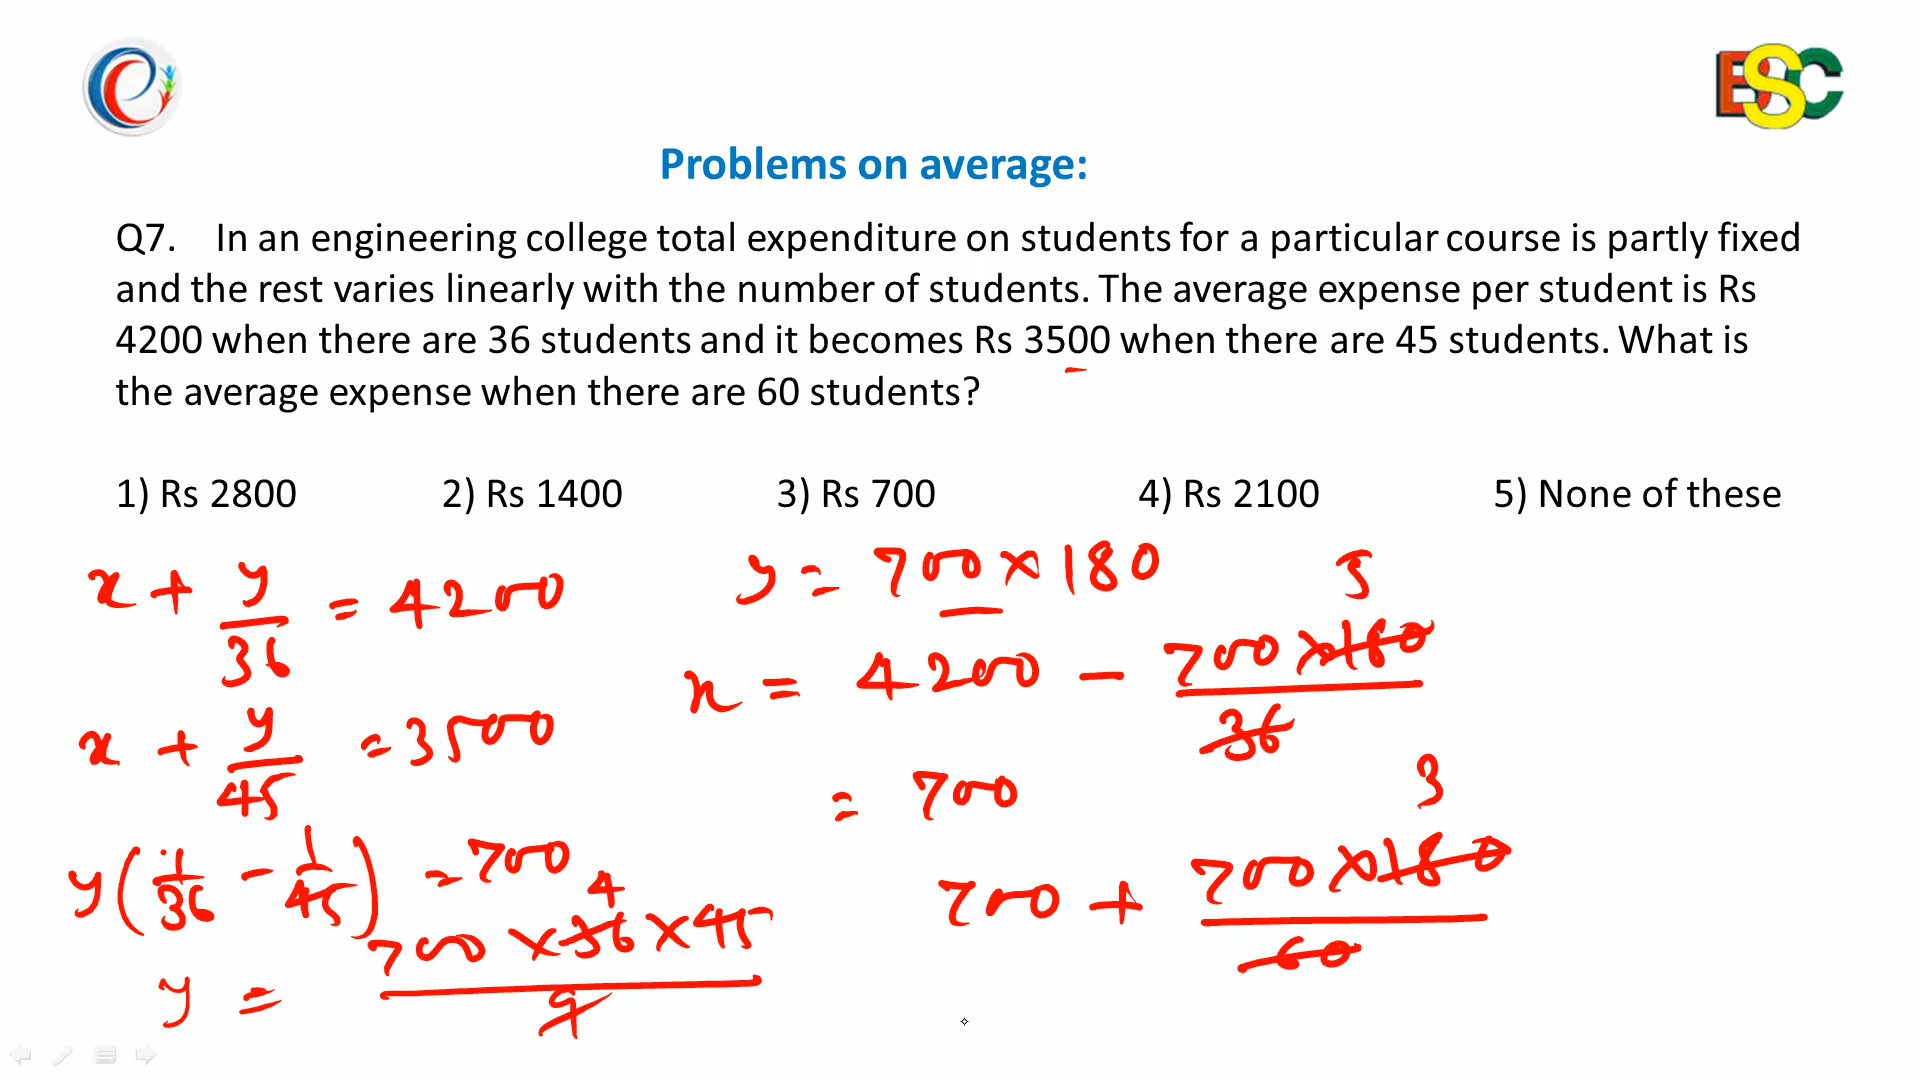 ESC
Problems on average:
Q7. In an engineering college total expenditure on students for a particular course is partly fixed
and the rest varies linearly with the number of students. The average expense per student is Rs
4200 when there are 36 students and it becomes Rs 3500 when there are 45 students. What is
the average expense when there are 60 students?
1) Rs 2800 2) Rs 1400 3) Rs 700 4) Rs 2100 5) None of these
x + y/36 = 4200
x + y/45 = 3500
y(1/36 - 1/45) = 700
4
y = 700 × 36 × 45 / 9
y = 700 × 180
5
x = 4200 - 700 × 180 / 36
= 700
3
700 + 700 × 180 / 60